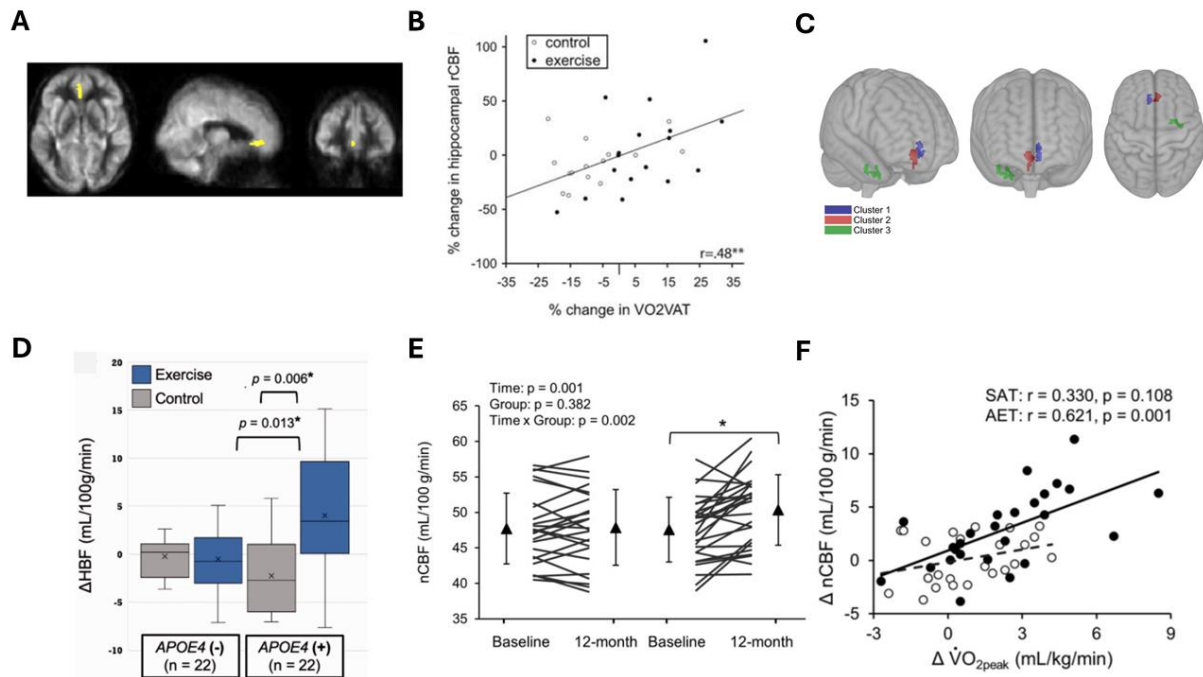 A
B
% change in hippocampal rCBF
100
50
0
-50
-100
control
exercise
r=.48**
-35 -25 -15 -5 5 15 25 35
% change in VO2VAT
C
Cluster 1
Cluster 2
Cluster 3
D
ΔHBF (mL/100g/min)
20
15
10
5
0
-5
-10
Exercise
Control
p = 0.006*
p = 0.013*
APOE4 (-)
(n = 22)
APOE4 (+)
(n = 22)
E
Time: p = 0.001
Group: p = 0.382
Time x Group: p = 0.002
nCBF (mL/100 g/min)
65
60
55
50
45
40
35
*
Baseline 12-month Baseline 12-month
F
SAT: r = 0.330, p = 0.108
AET: r = 0.621, p = 0.001
Δ nCBF (mL/100 g/min)
15
5
-5
-3 0 3 6 9
Δ V̇O2peak (mL/kg/min)